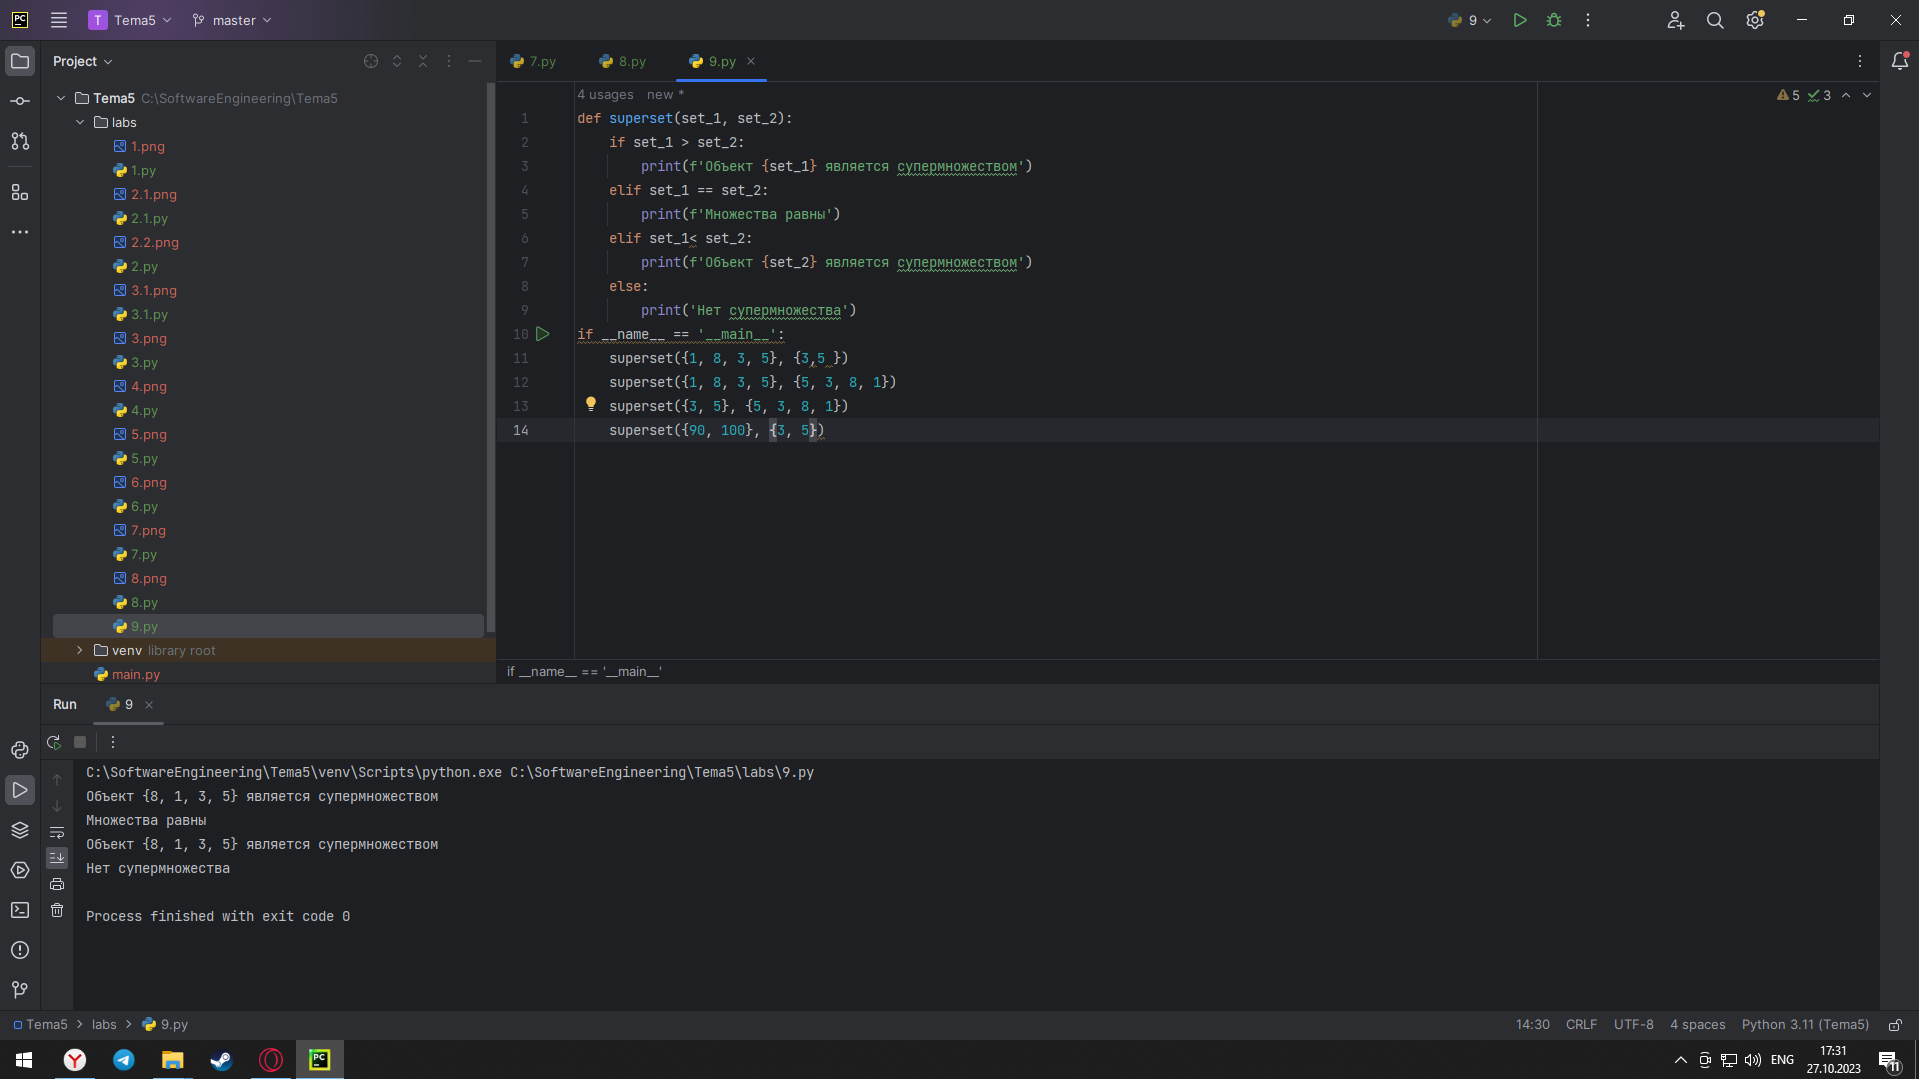 PC
T Tema5 master 9
Project
7.py 8.py 9.py
Tema5 C:\SoftwareEngineering\Tema5
labs
1.png
1.py
2.1.png
2.1.py
2.2.png
2.py
3.1.png
3.1.py
3.png
3.py
4.png
4.py
5.png
5.py
6.png
6.py
7.png
7.py
8.png
8.py
9.py
venv library root
main.py
4 usages new *
5 3
1 def superset(set_1, set_2):
2 if set_1 > set_2:
3 print(f'Объект {set_1} является супермножеством')
4 elif set_1 == set_2:
5 print(f'Множества равны')
6 elif set_1< set_2:
7 print(f'Объект {set_2} является супермножеством')
8 else:
9 print('Нет супермножества')
10 if __name__ == '__main__':
11 superset({1, 8, 3, 5}, {3,5 })
12 superset({1, 8, 3, 5}, {5, 3, 8, 1})
13 superset({3, 5}, {5, 3, 8, 1})
14 superset({90, 100}, {3, 5})
if __name__ == '__main__'
Run 9
C:\SoftwareEngineering\Tema5\venv\Scripts\python.exe C:\SoftwareEngineering\Tema5\labs\9.py
Объект {8, 1, 3, 5} является супермножеством
Множества равны
Объект {8, 1, 3, 5} является супермножеством
Нет супермножества
Process finished with exit code 0
Tema5 labs 9.py
14:30 CRLF UTF-8 4 spaces Python 3.11 (Tema5)
Y PC
ENG
17:31
27.10.2023
11